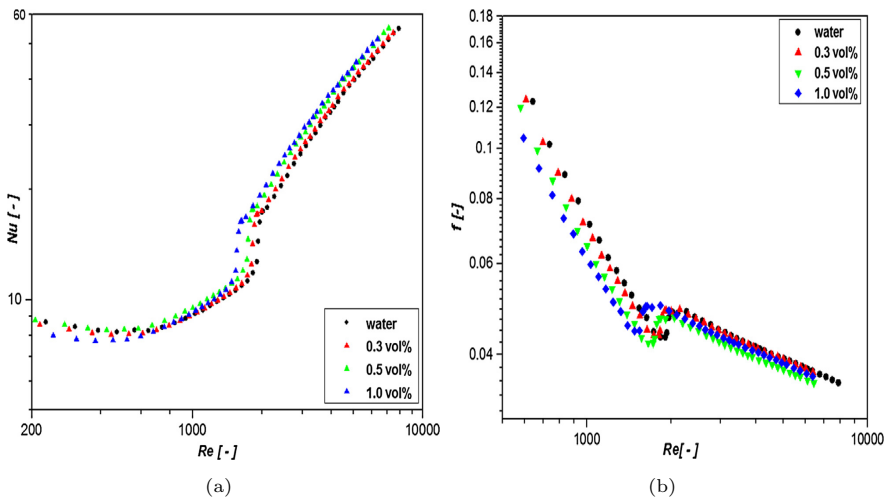 60
10
Nu [ - ]
200
1000
10000
Re [ - ]
water
0.3 vol%
0.5 vol%
1.0 vol%
(a)
0.18
0.16
0.14
0.12
0.1
0.08
0.06
0.04
f [-]
1000
10000
Re[ - ]
water
0.3 vol%
0.5 vol%
1.0 vol%
(b)